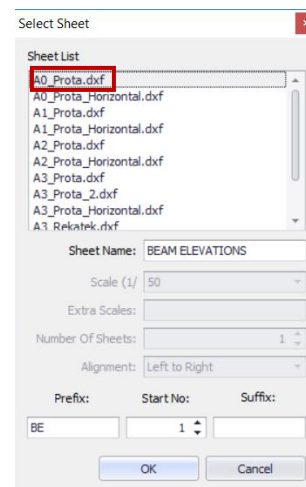 Select Sheet
Sheet List
A0_Prota.dxf
A0_Prota_Horizontal.dxf
A1_Prota.dxf
A1_Prota_Horizontal.dxf
A2_Prota.dxf
A2_Prota_Horizontal.dxf
A3_Prota.dxf
A3_Prota_2.dxf
A3_Prota_Horizontal.dxf
A3_Rekatek.dxf
Sheet Name: BEAM ELEVATIONS
Scale (1/ 50
Extra Scales:
Number Of Sheets: 1
Alignment: Left to Right
Prefix: Start No: Suffix:
BE 1
OK Cancel